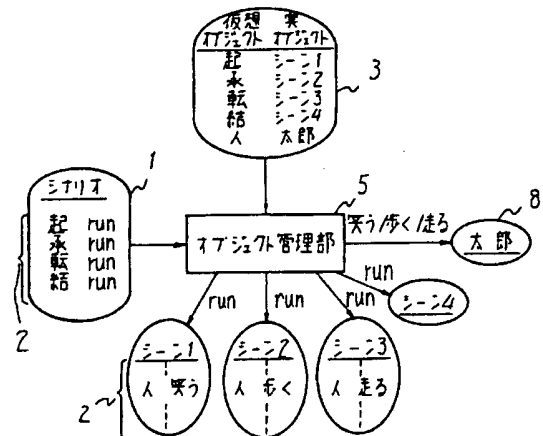 仮想 実
オブジェクト オブジェクト
起 シーン1
承 シーン2
転 シーン3
結 シーン4
人 太郎
3
1
シナリオ
起 run
承 run
転 run
結 run
2
5
オブジェクト管理部
笑う/歩く/走る
8
太郎
run
シーン4
run
run
run
シーン1
人 笑う
シーン2
人 歩く
シーン3
人 走る
2